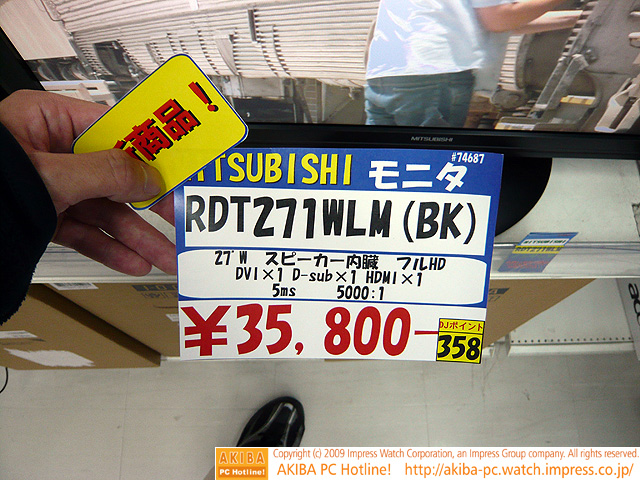 商品!
MITSUBISHI
#74687
MITSUBISHI モニタ
RDT271WLM(BK)
27"W スピーカー内臓 フルHD
DVI×1 D-sub×1 HDMI×1
5ms 5000:1
¥35,800-
DJポイント
358
AKIBA
PC Hotline!
Copyright (c) 2009 Impress Watch Corporation, an Impress Group company. All rights reserved.
AKIBA PC Hotline! http://akiba-pc.watch.impress.co.jp/